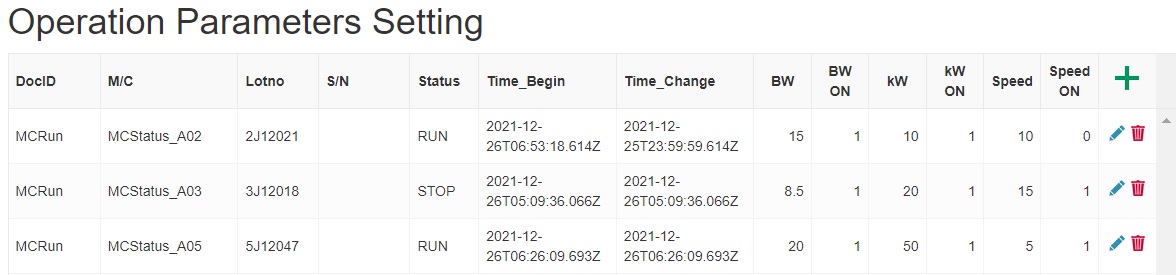 Operation Parameters Setting
DocID M/C Lotno S/N Status Time_Begin Time_Change BW BW ON kW kW ON Speed Speed ON
MCRun MCStatus_A02 2J12021 RUN 2021-12-26T06:53:18.614Z 2021-12-25T23:59:59.614Z 15 1 10 1 10 0
MCRun MCStatus_A03 3J12018 STOP 2021-12-26T05:09:36.066Z 2021-12-26T05:09:36.066Z 8.5 1 20 1 15 1
MCRun MCStatus_A05 5J12047 RUN 2021-12-26T06:26:09.693Z 2021-12-26T06:26:09.693Z 20 1 50 1 5 1